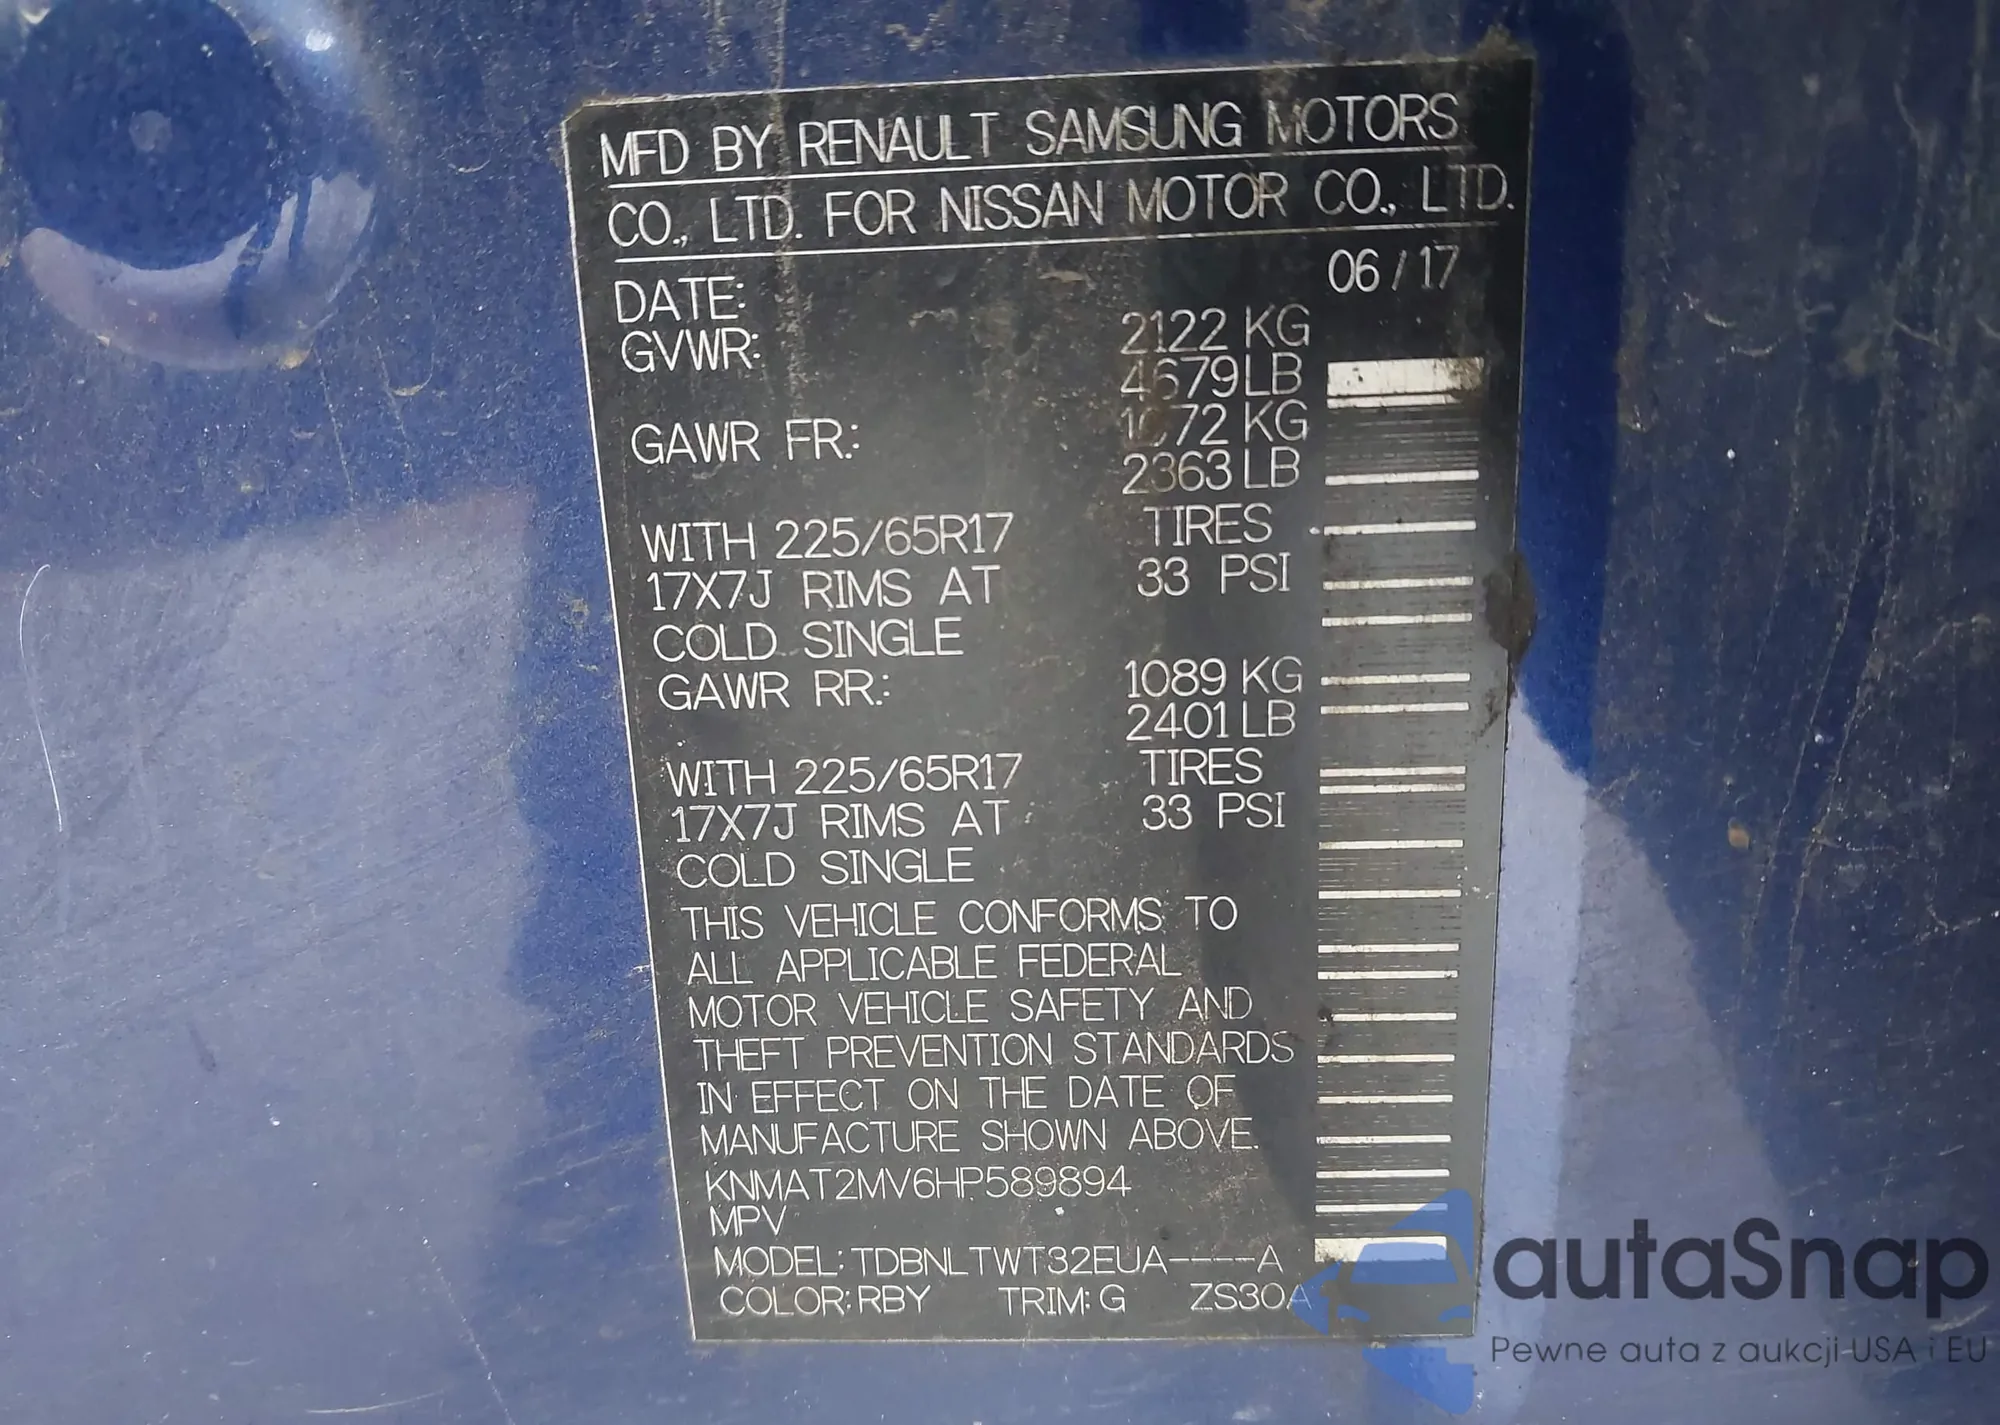 MFD BY RENAULT SAMSUNG MOTORS
CO., LTD. FOR NISSAN MOTOR CO., LTD.
DATE: 06 / 17
GVWR: 2122 KG
4679 LB
GAWR FR.: 1072 KG
2363 LB
WITH 225/65R17 TIRES
17X7J RIMS AT 33 PSI
COLD SINGLE
GAWR RR.: 1089 KG
2401 LB
WITH 225/65R17 TIRES
17X7J RIMS AT 33 PSI
COLD SINGLE
THIS VEHICLE CONFORMS TO
ALL APPLICABLE FEDERAL
MOTOR VEHICLE SAFETY AND
THEFT PREVENTION STANDARDS
IN EFFECT ON THE DATE OF
MANUFACTURE SHOWN ABOVE.
KNMAT2MV6HP589894
MPV
MODEL: TDBNLTWT32EUA----A
COLOR: RBY TRIM: G ZS30A
autaSnap
Pewne auta z aukcji USA i EU